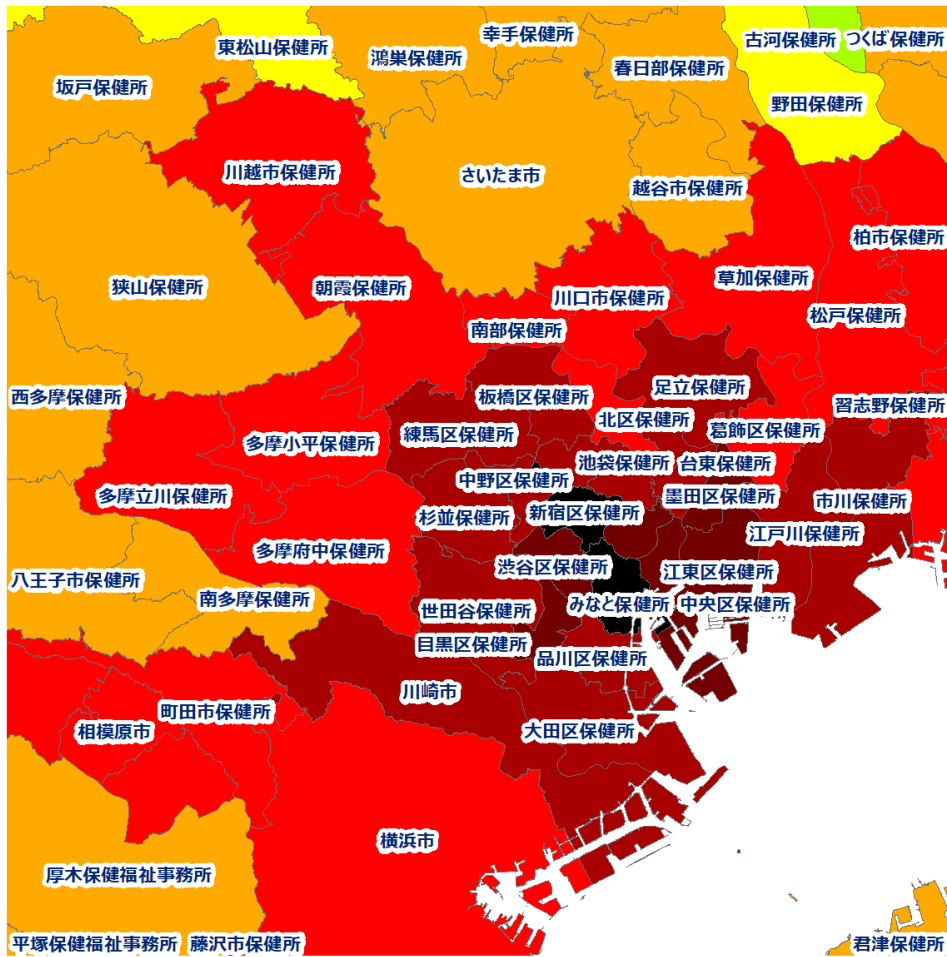 幸手保健所
古河保健所
つくば保健所
東松山保健所
鴻巣保健所
春日部保健所
坂戸保健所
野田保健所
川越市保健所
さいたま市
越谷市保健所
柏市保健所
狭山保健所
朝霞保健所
川口市保健所
草加保健所
南部保健所
松戸保健所
西多摩保健所
板橋区保健所
足立保健所
習志野保健所
多摩小平保健所
練馬区保健所
北区保健所
葛飾区保健所
池袋保健所
台東保健所
中野区保健所
多摩立川保健所
墨田区保健所
市川保健所
杉並保健所
新宿区保健所
江戸川保健所
多摩府中保健所
渋谷区保健所
江東区保健所
八王子市保健所
南多摩保健所
世田谷保健所
みなと保健所
中央区保健所
目黒区保健所
品川区保健所
川崎市
町田市保健所
相模原市
大田区保健所
横浜市
厚木保健福祉事務所
平塚保健福祉事務所
藤沢市保健所
君津保健所